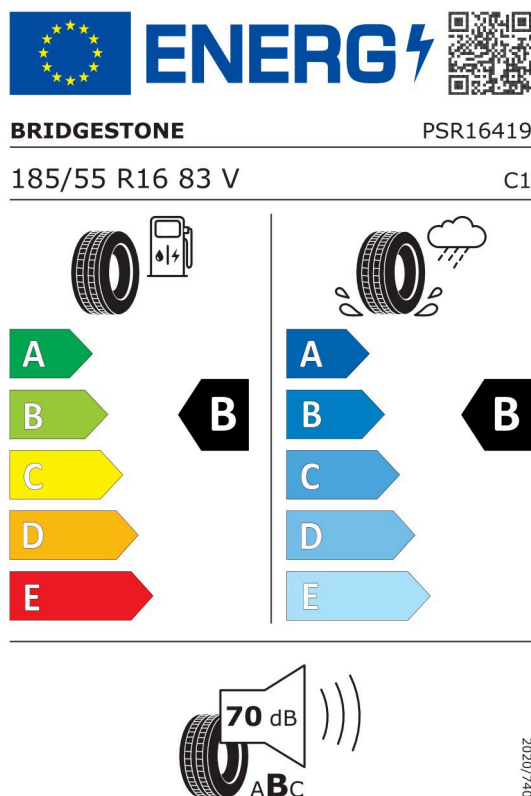 ENERG
BRIDGESTONE PSR16419
185/55 R16 83 V C1
A A
B B B B
C C
D D
E E
70 dB
ABC
2020/740